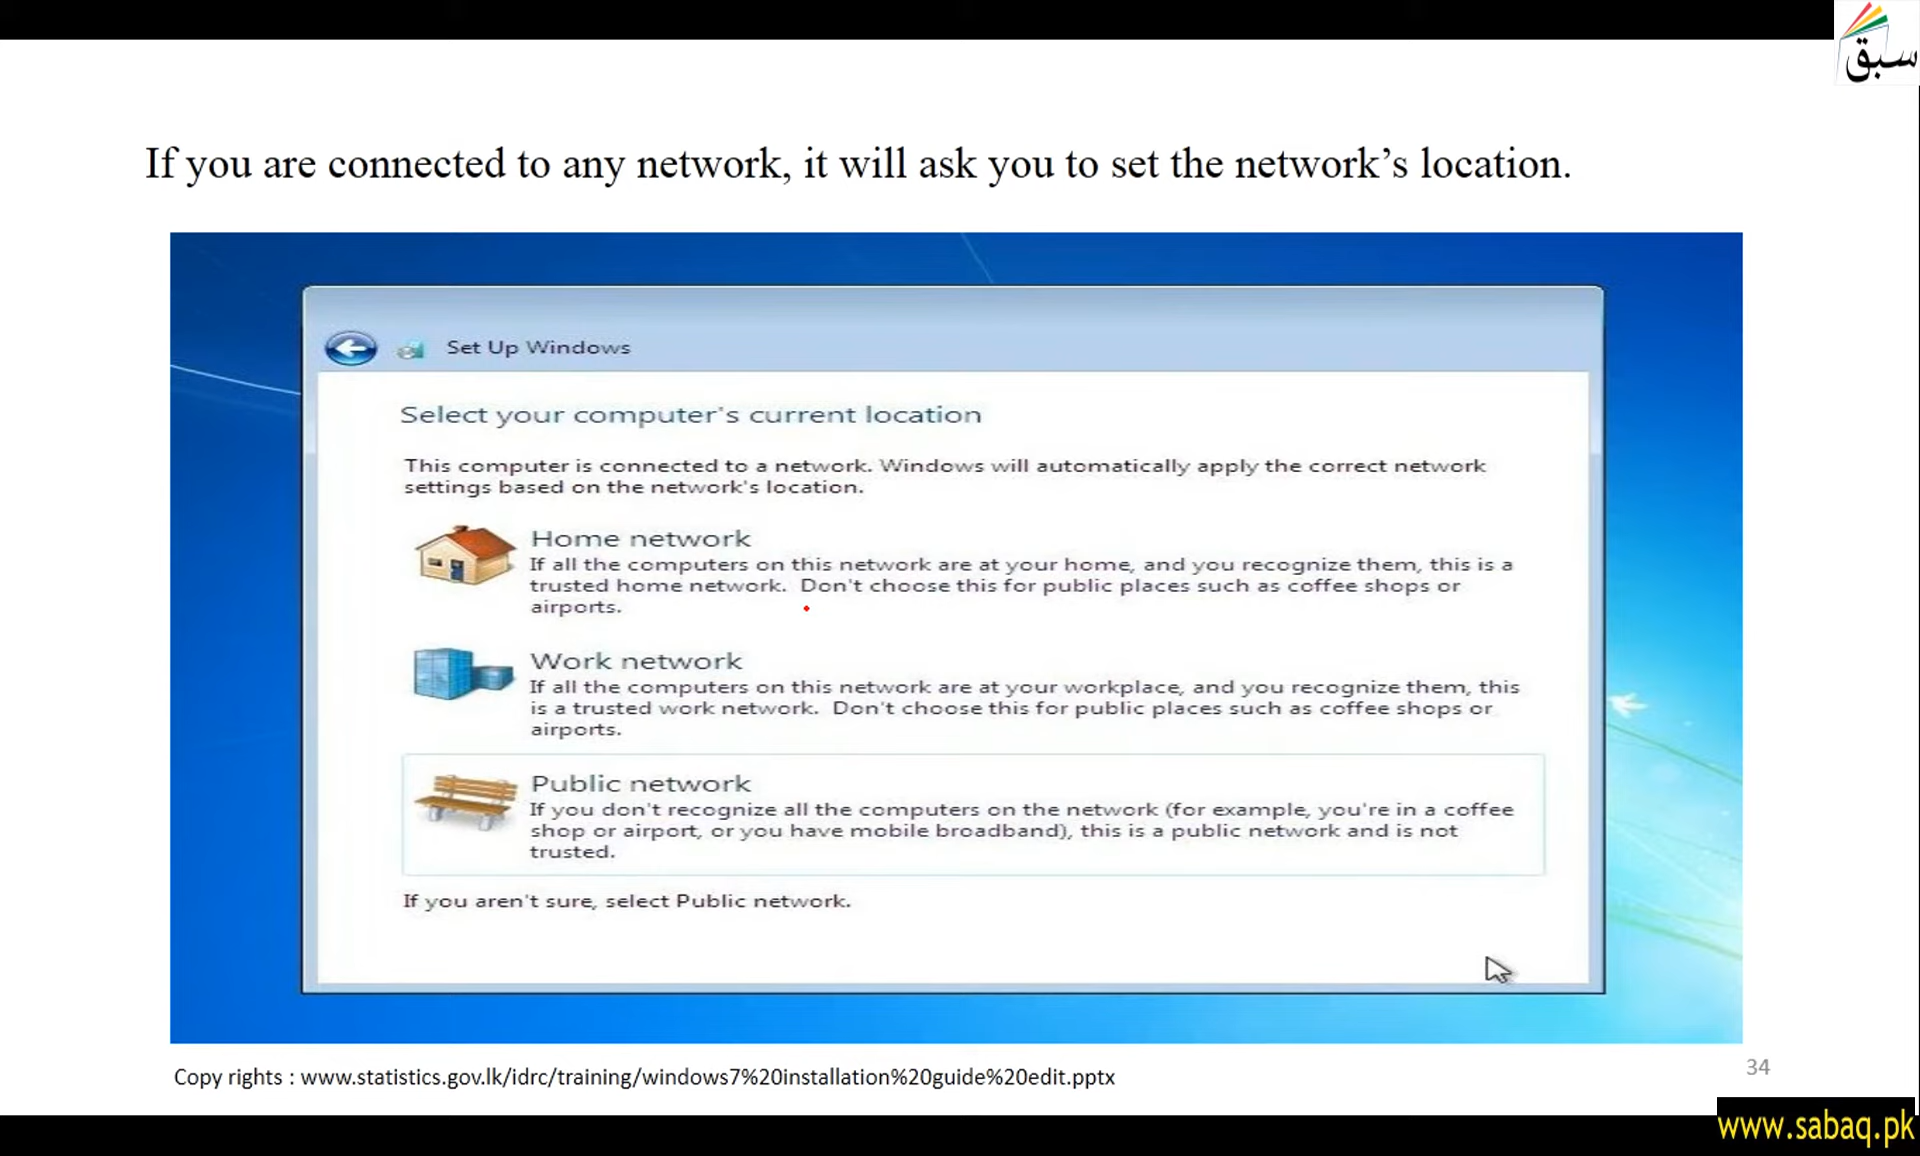 سبق
If you are connected to any network, it will ask you to set the network’s location.
Set Up Windows
Select your computer's current location
This computer is connected to a network. Windows will automatically apply the correct network
settings based on the network's location.
Home network
If all the computers on this network are at your home, and you recognize them, this is a
trusted home network. Don't choose this for public places such as coffee shops or
airports.
Work network
If all the computers on this network are at your workplace, and you recognize them, this
is a trusted work network. Don't choose this for public places such as coffee shops or
airports.
Public network
If you don't recognize all the computers on the network (for example, you're in a coffee
shop or airport, or you have mobile broadband), this is a public network and is not
trusted.
If you aren't sure, select Public network.
Copy rights : www.statistics.gov.lk/idrc/training/windows7%20installation%20guide%20edit.pptx
34
www.sabaq.pk